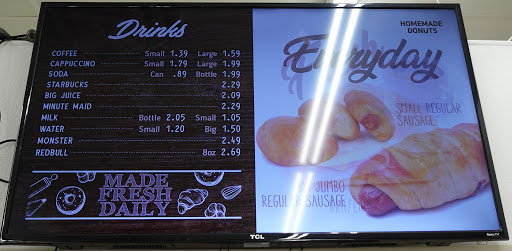 Drinks
COFFEE Small 1.39 Large 1.59
CAPPUCCINO Small 1.79 Large 1.99
SODA Can .89 Bottle 1.99
STARBUCKS 2.29
BIG JUICE 2.09
MINUTE MAID 2.29
MILK Bottle 2.05 Small 1.05
WATER Small 1.20 Big 1.50
MONSTER 2.49
REDBULL 8oz 2.69
MADE
FRESH
DAILY
HOMEMADE
DONUTS
Everyday
SMALL REGULAR
SAUSAGE
JUMBO
REGULAR SAUSAGE
TCL